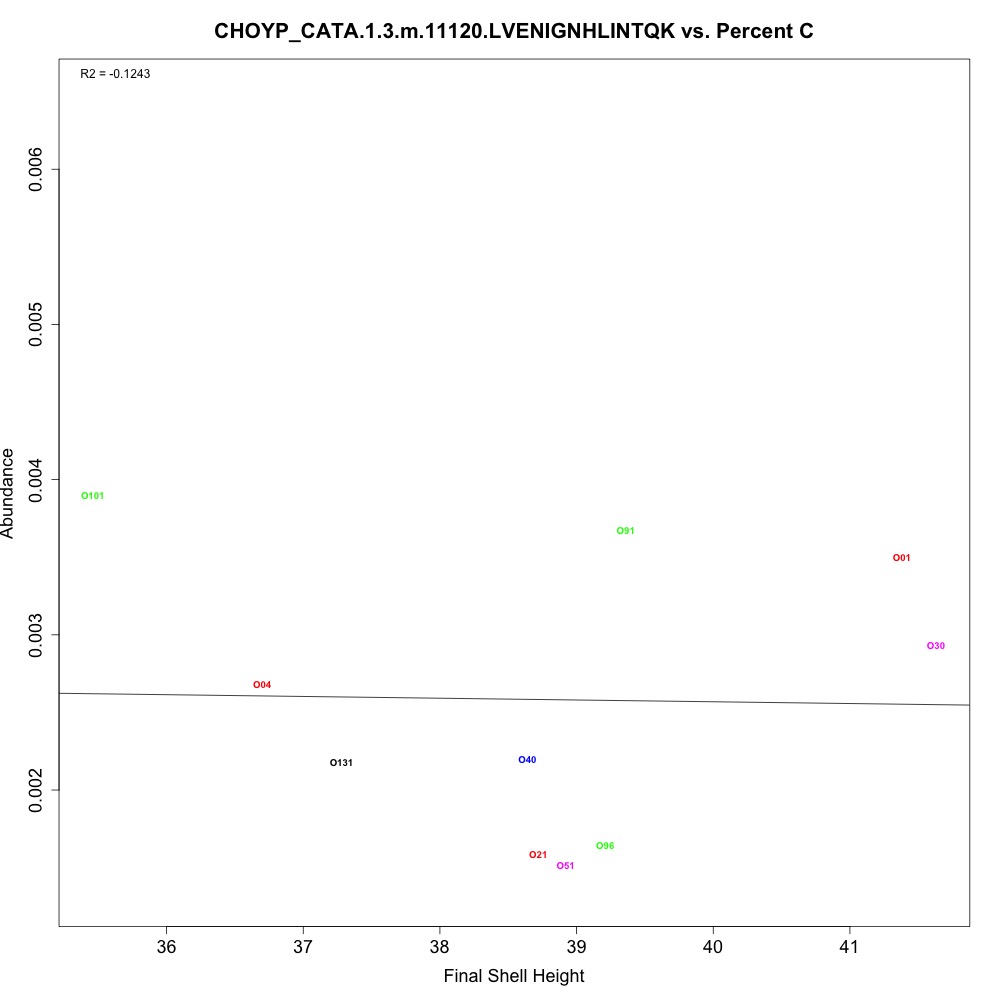 CHOYP_CATA.1.3.m.11120.LVENIGNHLINTQK vs. Percent C
R2 = -0.1243
0.006
0.005
0.004
0.003
0.002
Abundance
O101
O91
O01
O30
O04
O131
O40
O96
O21
O51
36 37 38 39 40 41
Final Shell Height